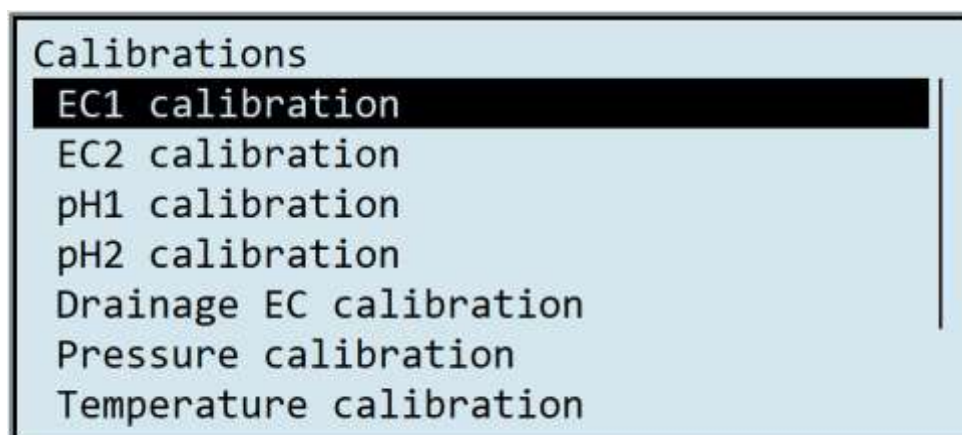 Calibrations
EC1 calibration
EC2 calibration
pH1 calibration
pH2 calibration
Drainage EC calibration
Pressure calibration
Temperature calibration